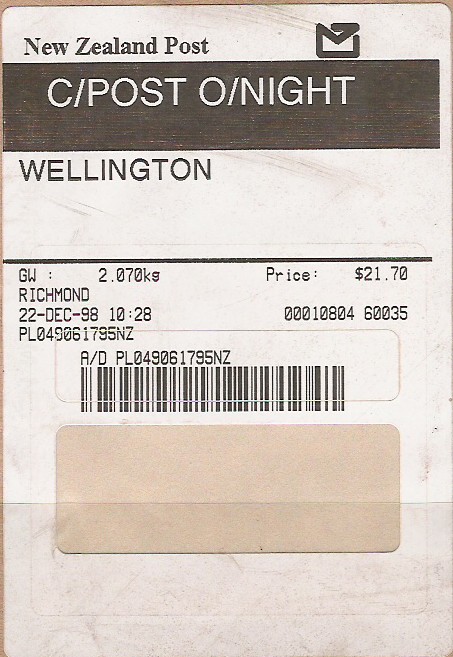 New Zealand Post
C/POST O/NIGHT
WELLINGTON
GW : 2.070ks Price: $21.70
RICHMOND
22-DEC-98 10:28 00010804 60035
PL049061795NZ
A/D PL049061795NZ